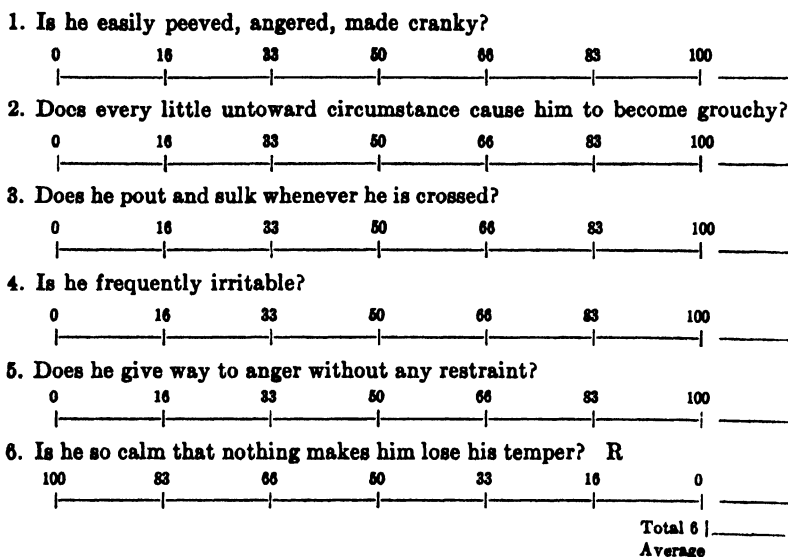 1. Is he easily peeved, angered, made cranky?
0 16 33 50 66 83 100
2. Does every little untoward circumstance cause him to become grouchy?
0 16 33 50 66 83 100
3. Does he pout and sulk whenever he is crossed?
0 16 33 50 66 83 100
4. Is he frequently irritable?
0 16 33 50 66 83 100
5. Does he give way to anger without any restraint?
0 16 33 50 66 83 100
6. Is he so calm that nothing makes him lose his temper? R
100 83 66 50 33 16 0
Total 6
Average